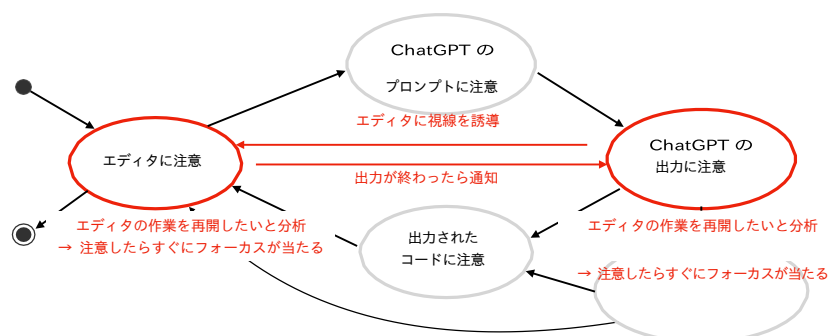 ChatGPT の
プロンプトに注意
エディタに視線を誘導
エディタに注意
ChatGPT の
出力に注意
出力が終わったら通知
エディタの作業を再開したいと分析
→ 注意したらすぐにフォーカスが当たる
出力された
コードに注意
エディタの作業を再開したいと分析
→ 注意したらすぐにフォーカスが当たる